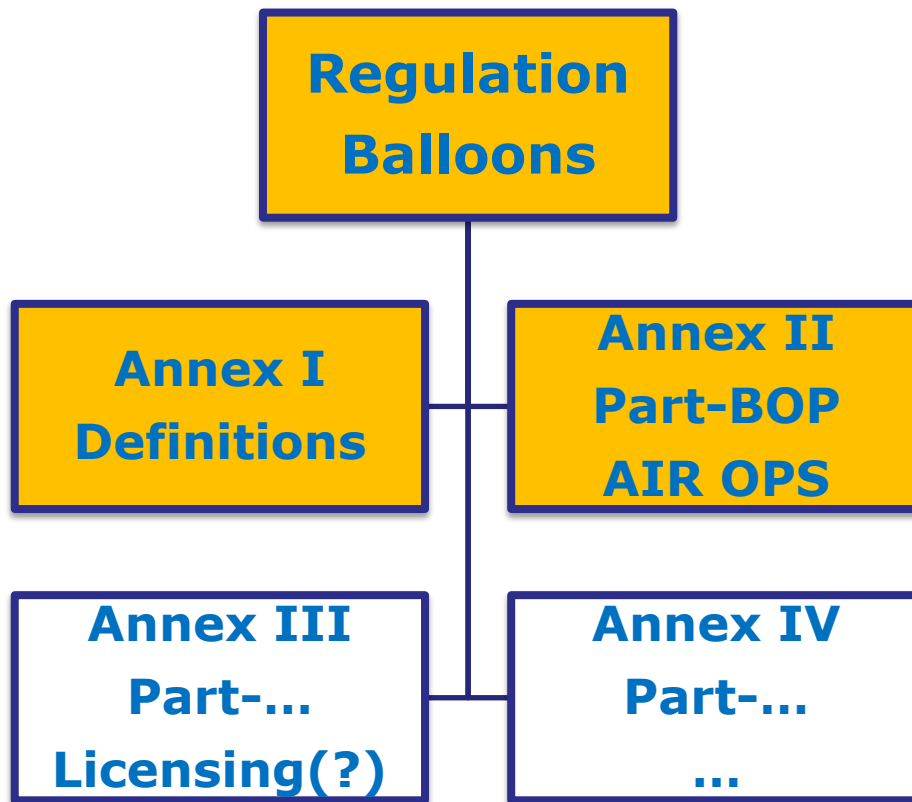 Regulation
Balloons
Annex I
Definitions
Annex II
Part-BOP
AIR OPS
Annex III
Part-...
Licensing(?)
Annex IV
Part-...
...